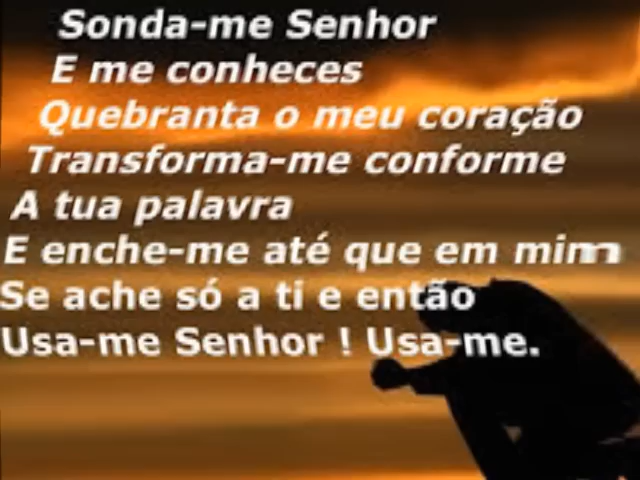 Sonda-me Senhor
E me conheces
Quebranta o meu coração
Transforma-me conforme
A tua palavra
E enche-me até que em mim
Se ache só a ti e então
Usa-me Senhor ! Usa-me.